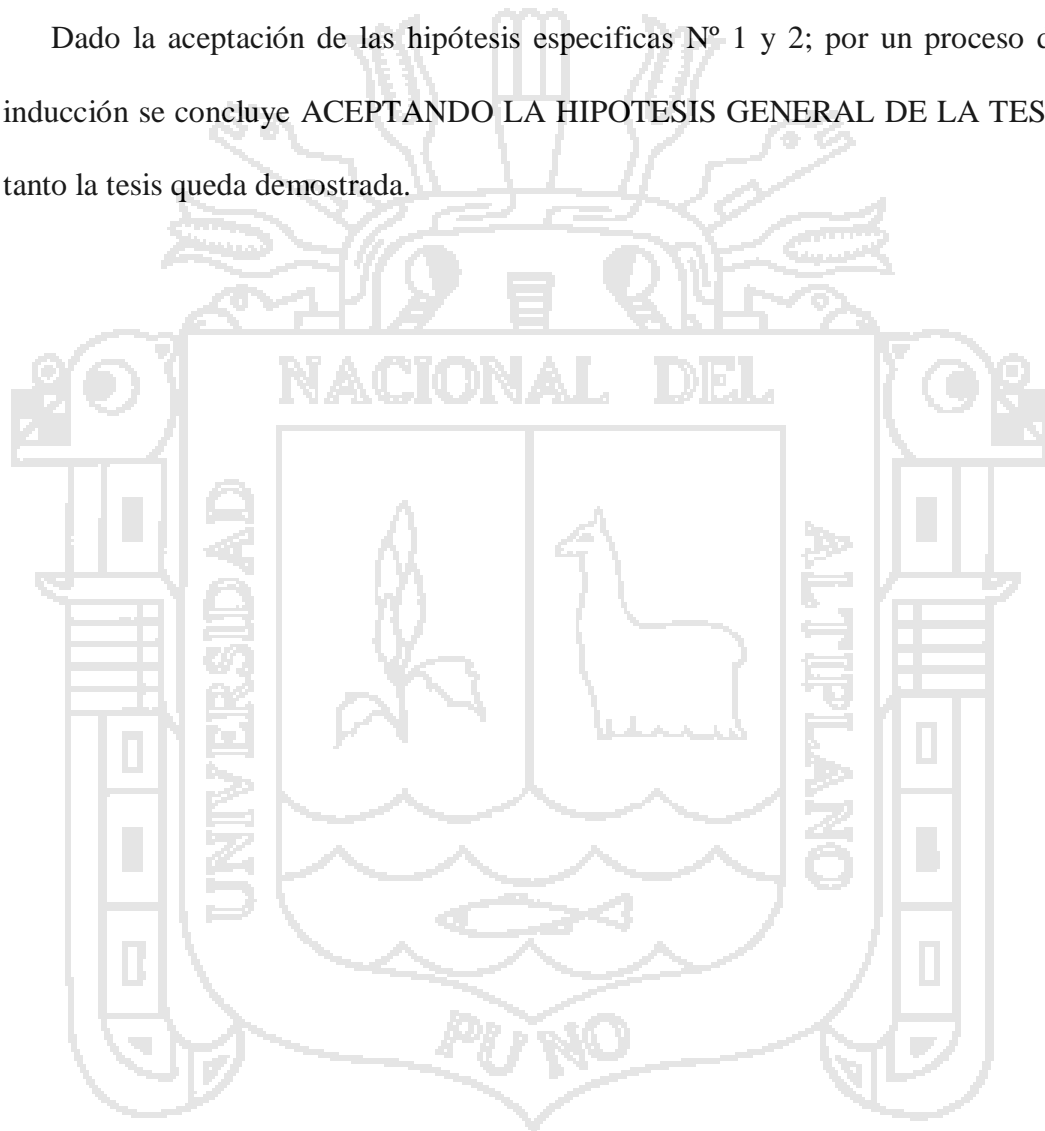 Dado la aceptación de las hipótesis especificas Nº 1 y 2; por un proceso
inducción se concluye ACEPTANDO LA HIPOTESIS GENERAL DE LA
tanto la tesis queda demostrada.
NACIONAL DEL
UNIVERSIDAD
ALTIPLANO
PUNO